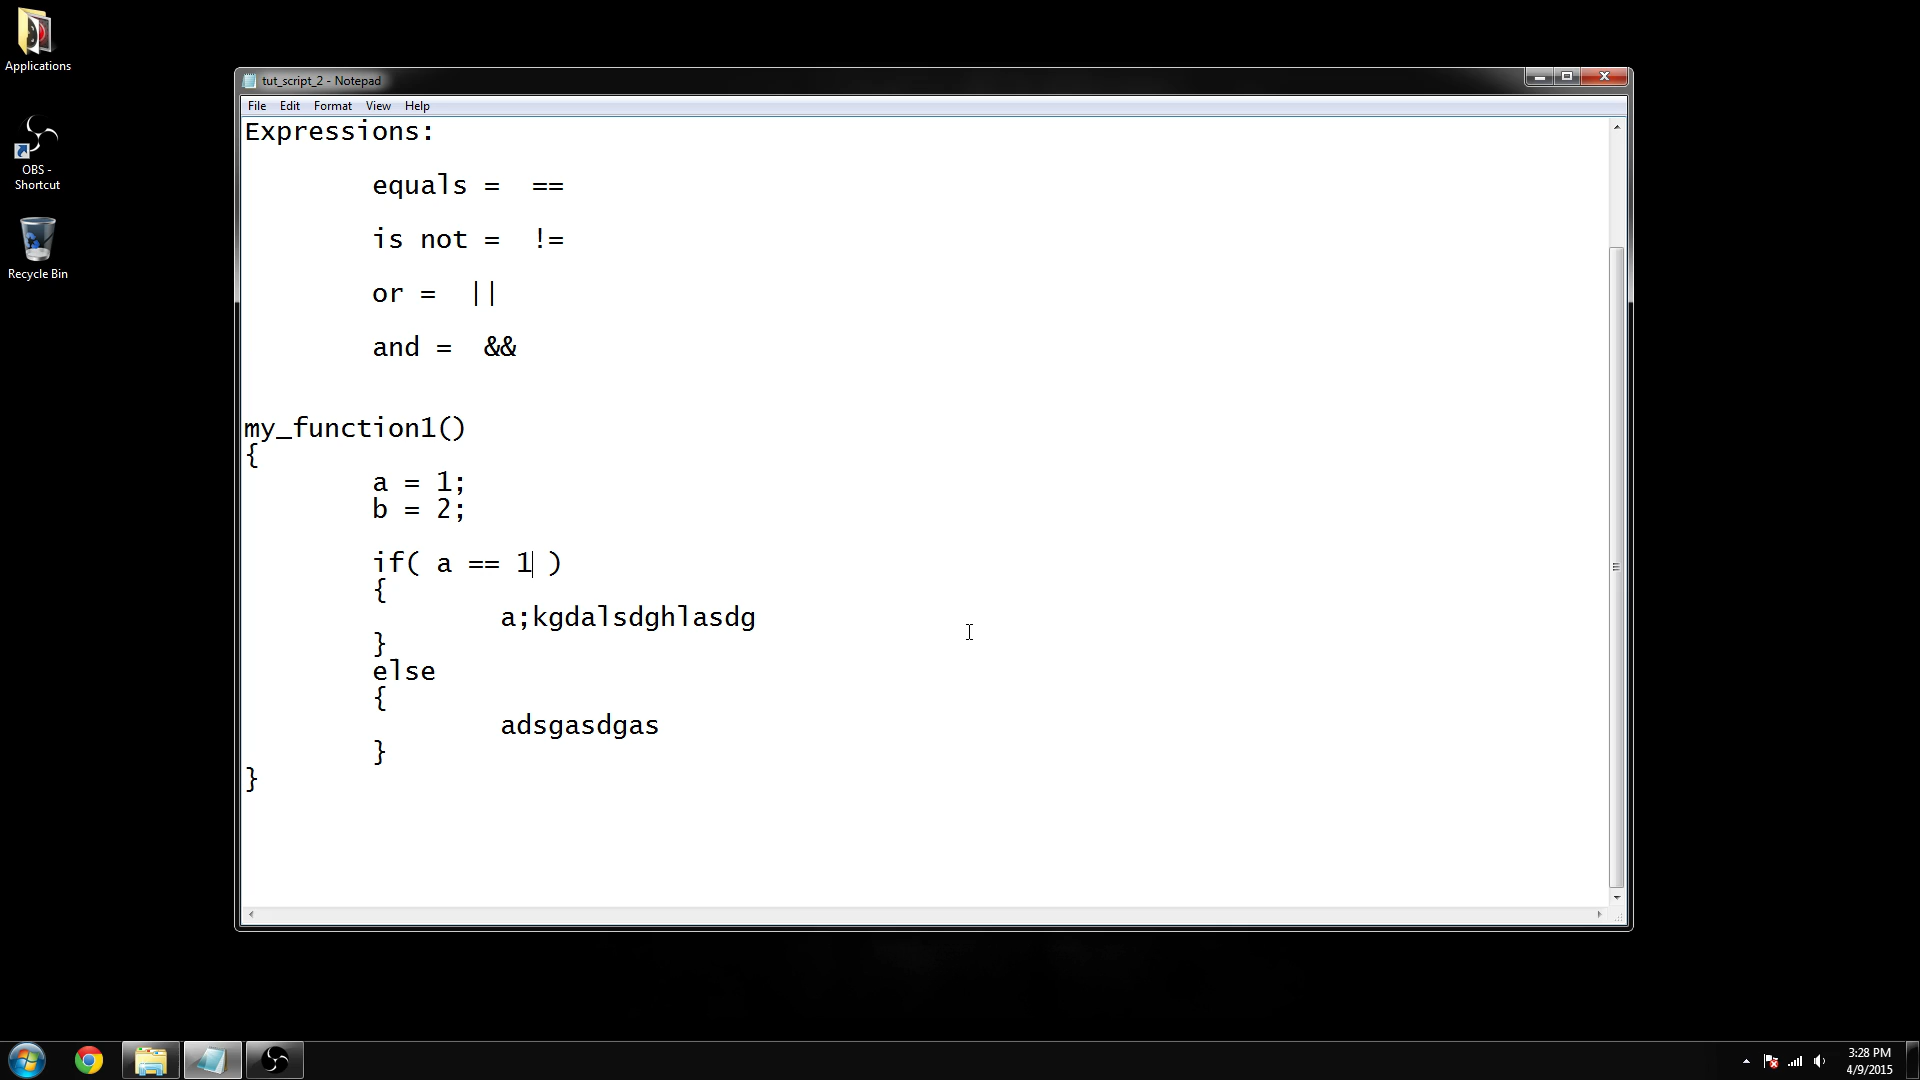 Applications
OBS -
Shortcut
Recycle Bin
tut_script_2 - Notepad
File Edit Format View Help
Expressions:
equals = ==
is not = !=
or = ||
and = &&
my_function1()
{
a = 1;
b = 2;
if( a == 1 )
{
a;kgdalsdghlasdg
}
else
{
adsgasdgas
}
}
3:28 PM
4/9/2015